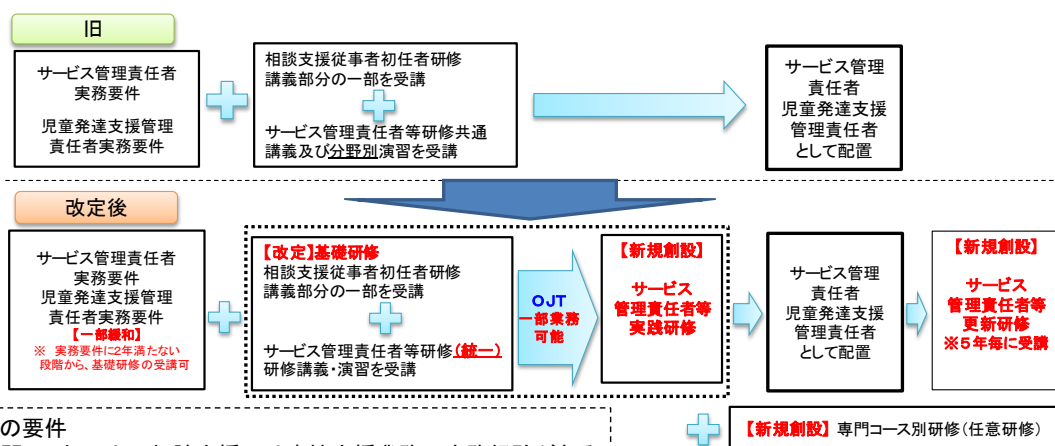 旧
サービス管理責任者
実務要件
児童発達支援管理
責任者実務要件
相談支援従事者初任者研修
講義部分の一部を受講
サービス管理責任者等研修共通
講義及び分野別演習を受講
サービス管理
責任者
児童発達支援
管理責任者
として配置
改定後
サービス管理責任者
実務要件
児童発達支援管理
責任者実務要件
【一部緩和】
※ 実務要件に2年満たない
段階から、基礎研修の受講可
【改定】基礎研修
相談支援従事者初任者研修
講義部分の一部を受講
サービス管理責任者等研修(統一)
研修講義・演習を受講
OJT
一部業務
可能
【新規創設】
サービス
管理責任者等
実践研修
サービス管理
責任者
児童発達支援
管理責任者
として配置
【新規創設】
サービス
管理責任者等
更新研修
※5年毎に受講
の要件
【新規創設】 専門コース別研修(任意研修)